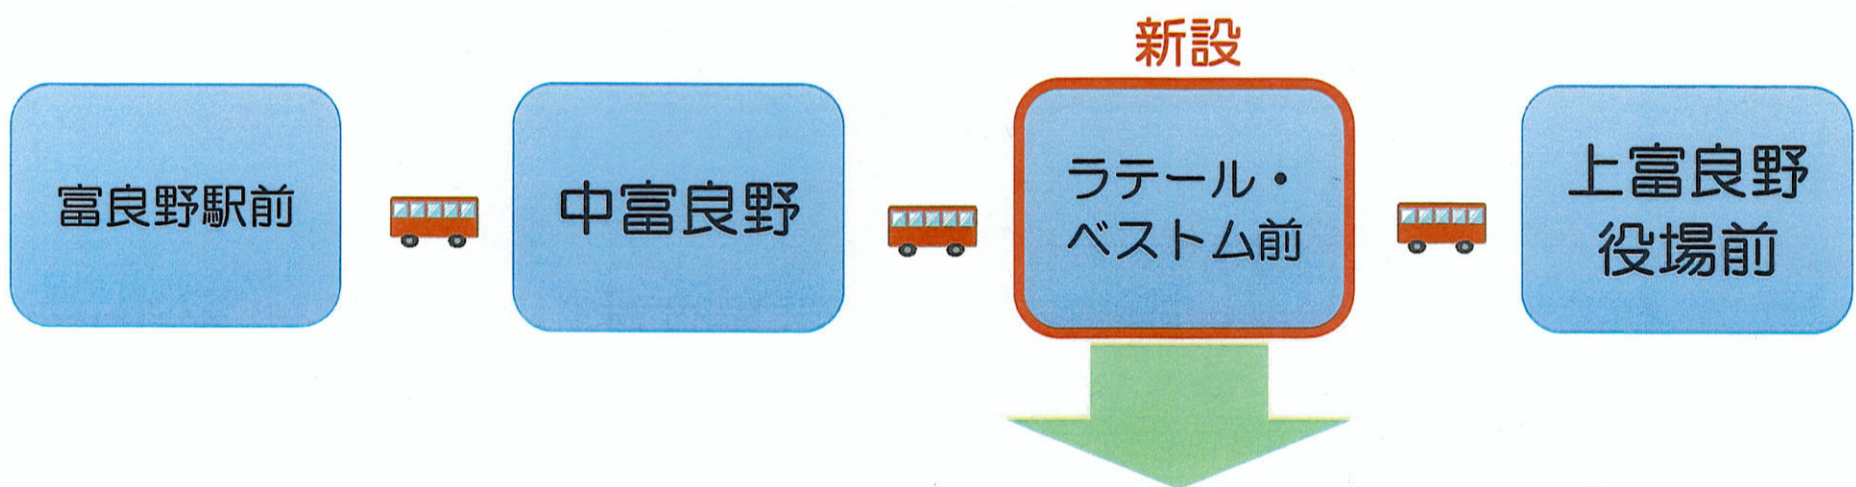 新設
富良野駅前
中富良野
ラテール・
ベストム前
上富良野
役場前